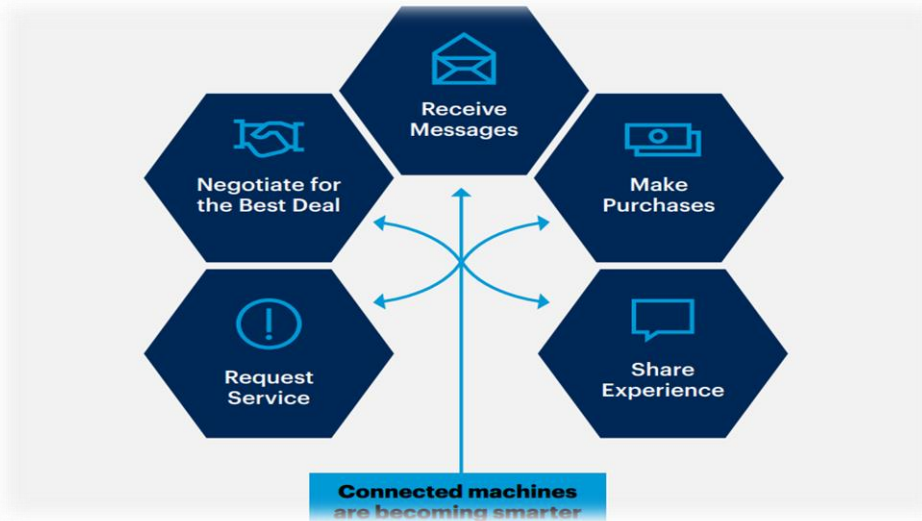 Receive
Messages
Negotiate for
the Best Deal
Make
Purchases
Request
Service
Share
Experience
Connected machines
are becoming smarter